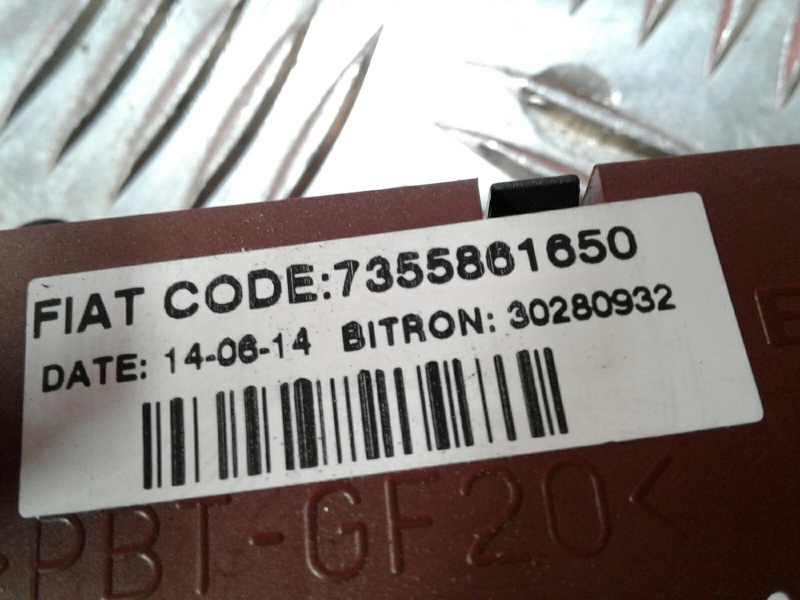 FIAT CODE:7355861650
DATE: 14-06-14 BITRON: 30280932
>PBT-GF20<